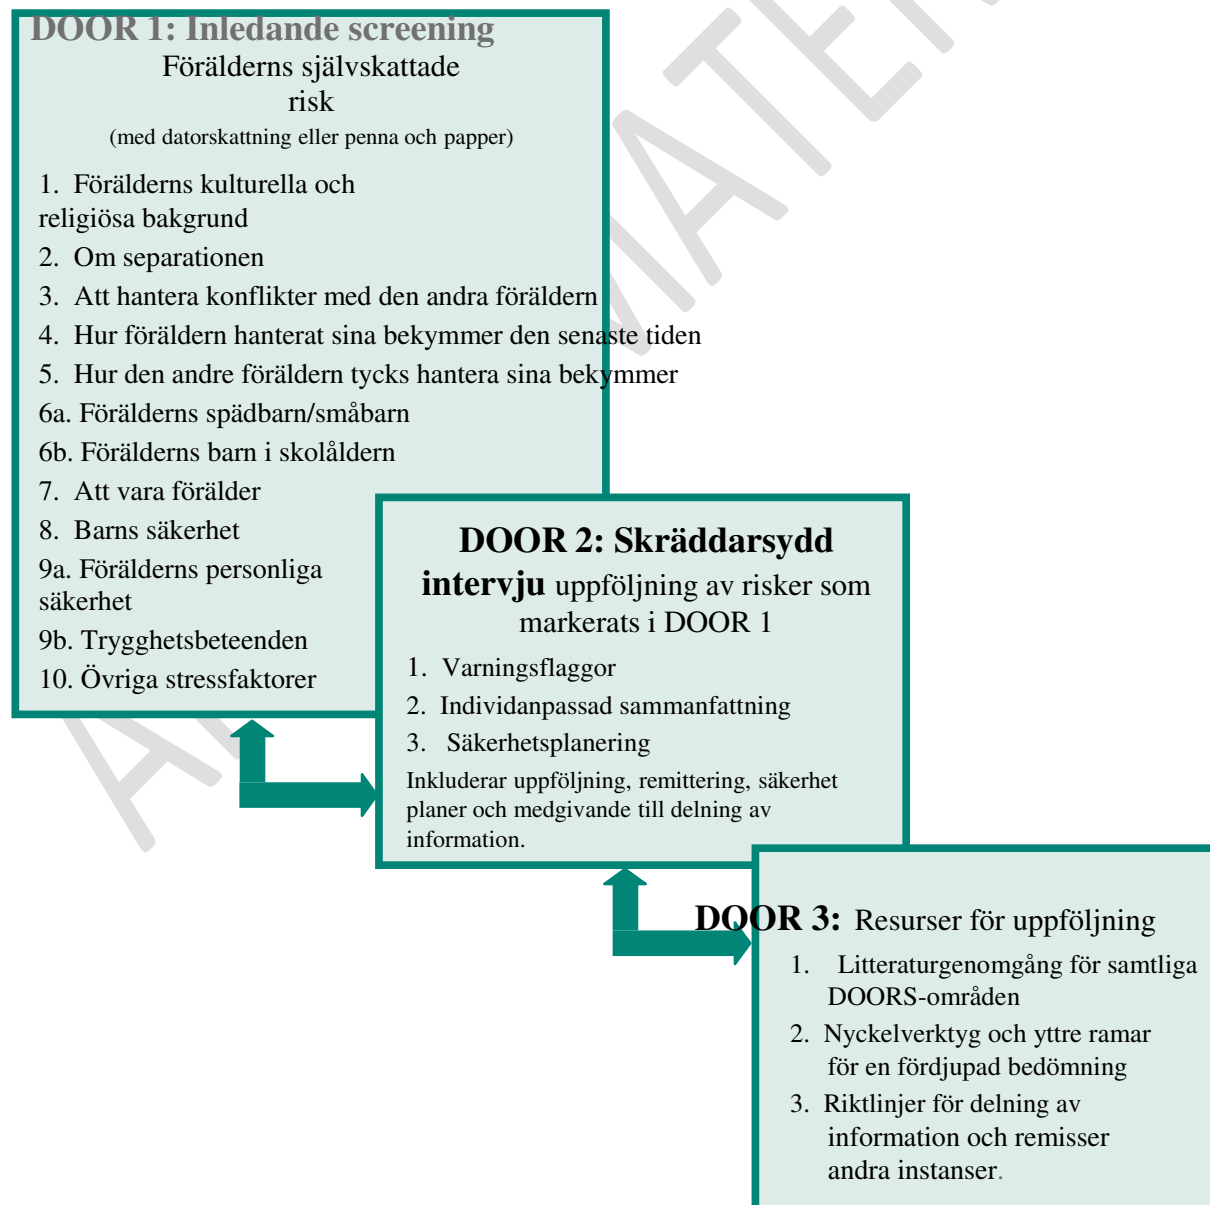 DOOR 1: Inledande screening
Förälderns självskattade
risk
(med datorskattning eller penna och papper)
1. Förälderns kulturella och
religiösa bakgrund
2. Om separationen
3. Att hantera konflikter med den andra föräldern
4. Hur föräldern hanterat sina bekymmer den senaste tiden
5. Hur den andre föräldern tycks hantera sina bekymmer
6a. Förälderns spädbarn/småbarn
6b. Förälderns barn i skolåldern
7. Att vara förälder
8. Barns säkerhet
9a. Förälderns personliga
säkerhet
9b. Trygghetsbeteenden
10. Övriga stressfaktorer
DOOR 2: Skräddarsydd
intervju uppföljning av risker som
markerats i DOOR 1
1. Varningsflaggor
2. Individanpassad sammanfattning
3. Säkerhetsplanering
Inkluderar uppföljning, remittering, säkerhet
planer och medgivande till delning av
information.
DOOR 3: Resurser för uppföljning
1. Litteraturgenomgång för samtliga
DOORS-områden
2. Nyckelverktyg och yttre ramar
för en fördjupad bedömning
3. Riktlinjer för delning av
information och remisser
andra instanser.